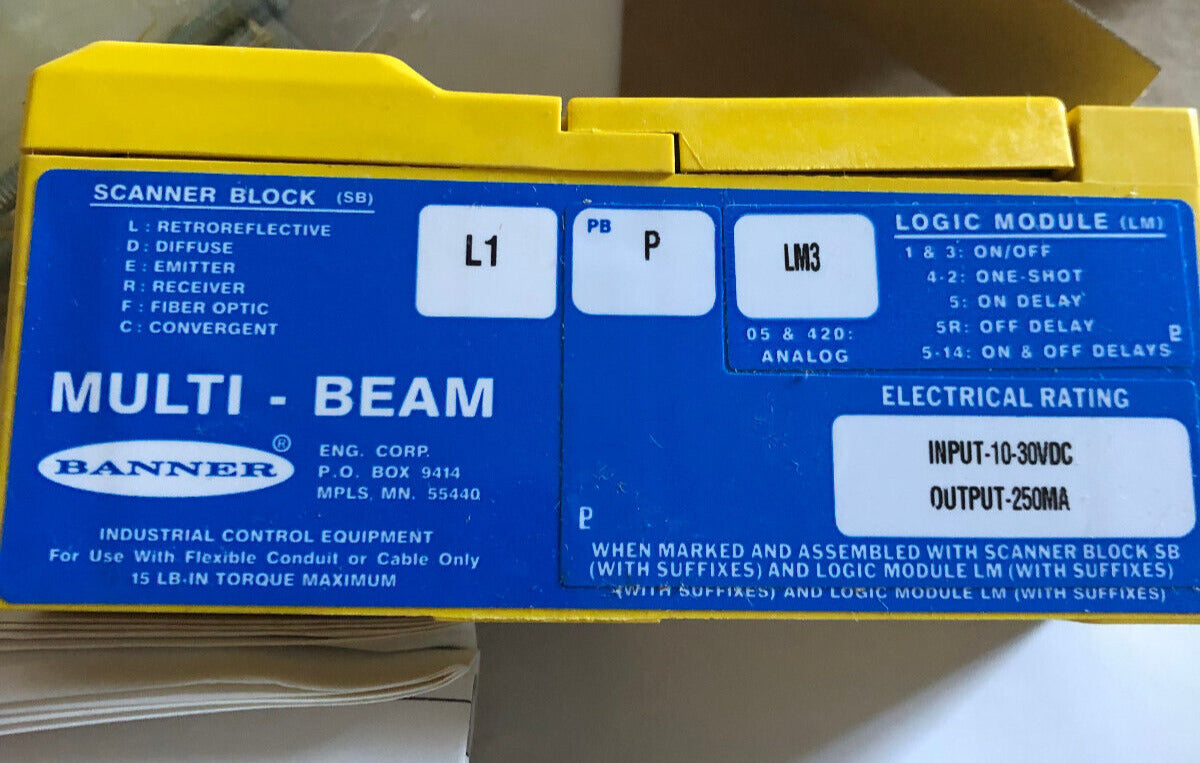 SCANNER BLOCK (SB)
L : RETROREFLECTIVE
D : DIFFUSE
E : EMITTER
R : RECEIVER
F : FIBER OPTIC
C : CONVERGENT
L1
PB
P
LM3
05 & 420:
ANALOG
LOGIC MODULE (LM)
1 & 3: ON/OFF
4-2: ONE-SHOT
5: ON DELAY
5R: OFF DELAY
5-14: ON & OFF DELAYS
e
MULTI - BEAM
BANNER ®
ENG. CORP.
P.O. BOX 9414
MPLS. MN. 55440
INDUSTRIAL CONTROL EQUIPMENT
For Use With Flexible Conduit or Cable Only
15 LB-IN TORQUE MAXIMUM
ELECTRICAL RATING
INPUT-10-30VDC
OUTPUT-250MA
e
WHEN MARKED AND ASSEMBLED WITH SCANNER BLOCK SB
(WITH SUFFIXES) AND LOGIC MODULE LM (WITH SUFFIXES)
(WITH SUFFIXES) AND LOGIC MODULE LM (WITH SUFFIXES)